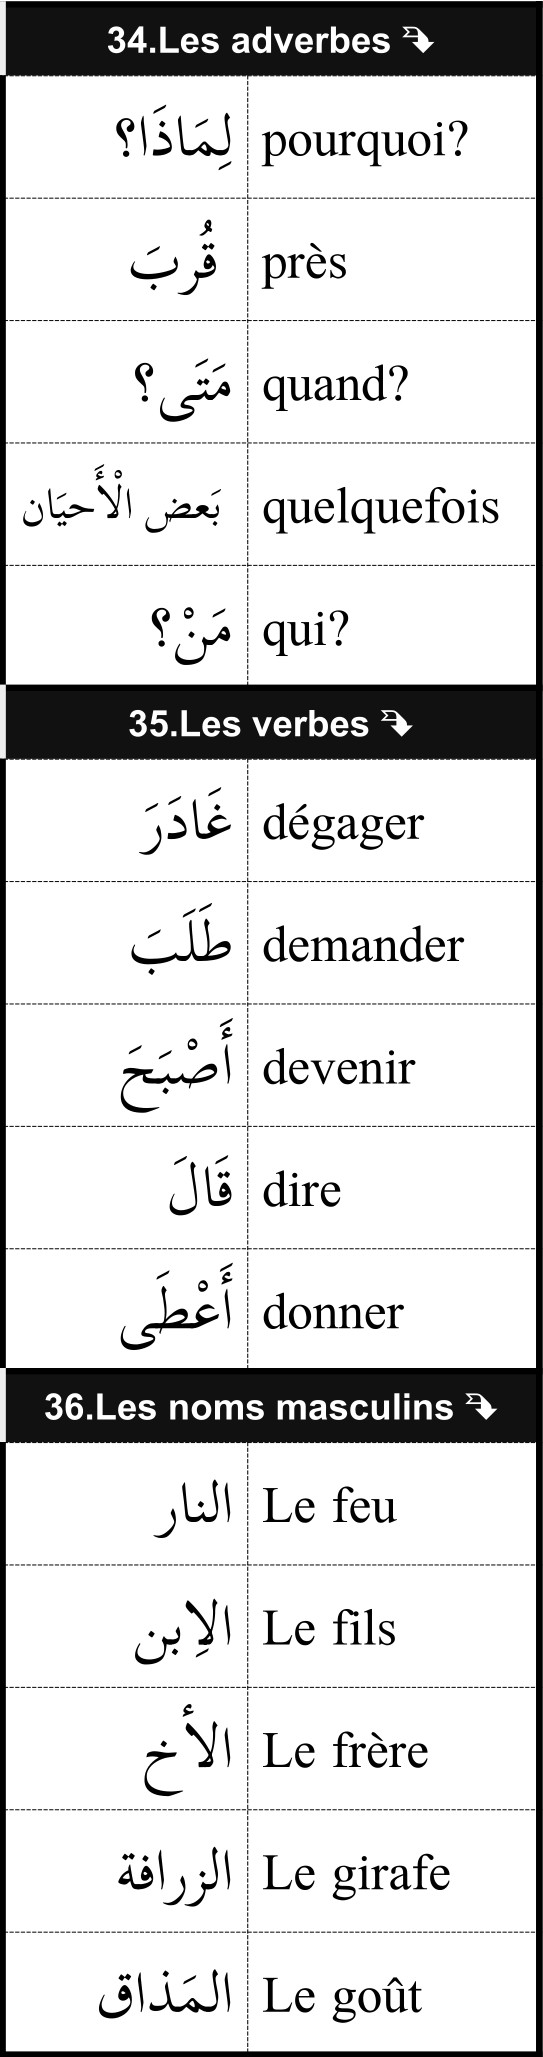 34.Les adverbes
pourquoi? لِمَاذَا؟
près قُربَ
quand? مَتَى؟
quelquefois بَعض الْأَحيَان
qui? مَنْ؟
35.Les verbes
dégager غَادَرَ
demander طَلَبَ
devenir أَصْبَحَ
dire قَالَ
donner أَعْطَى
36.Les noms masculins
Le feu النار
Le fils الاِبن
Le frère الأخ
Le girafe الزرافة
Le goût المَذاق